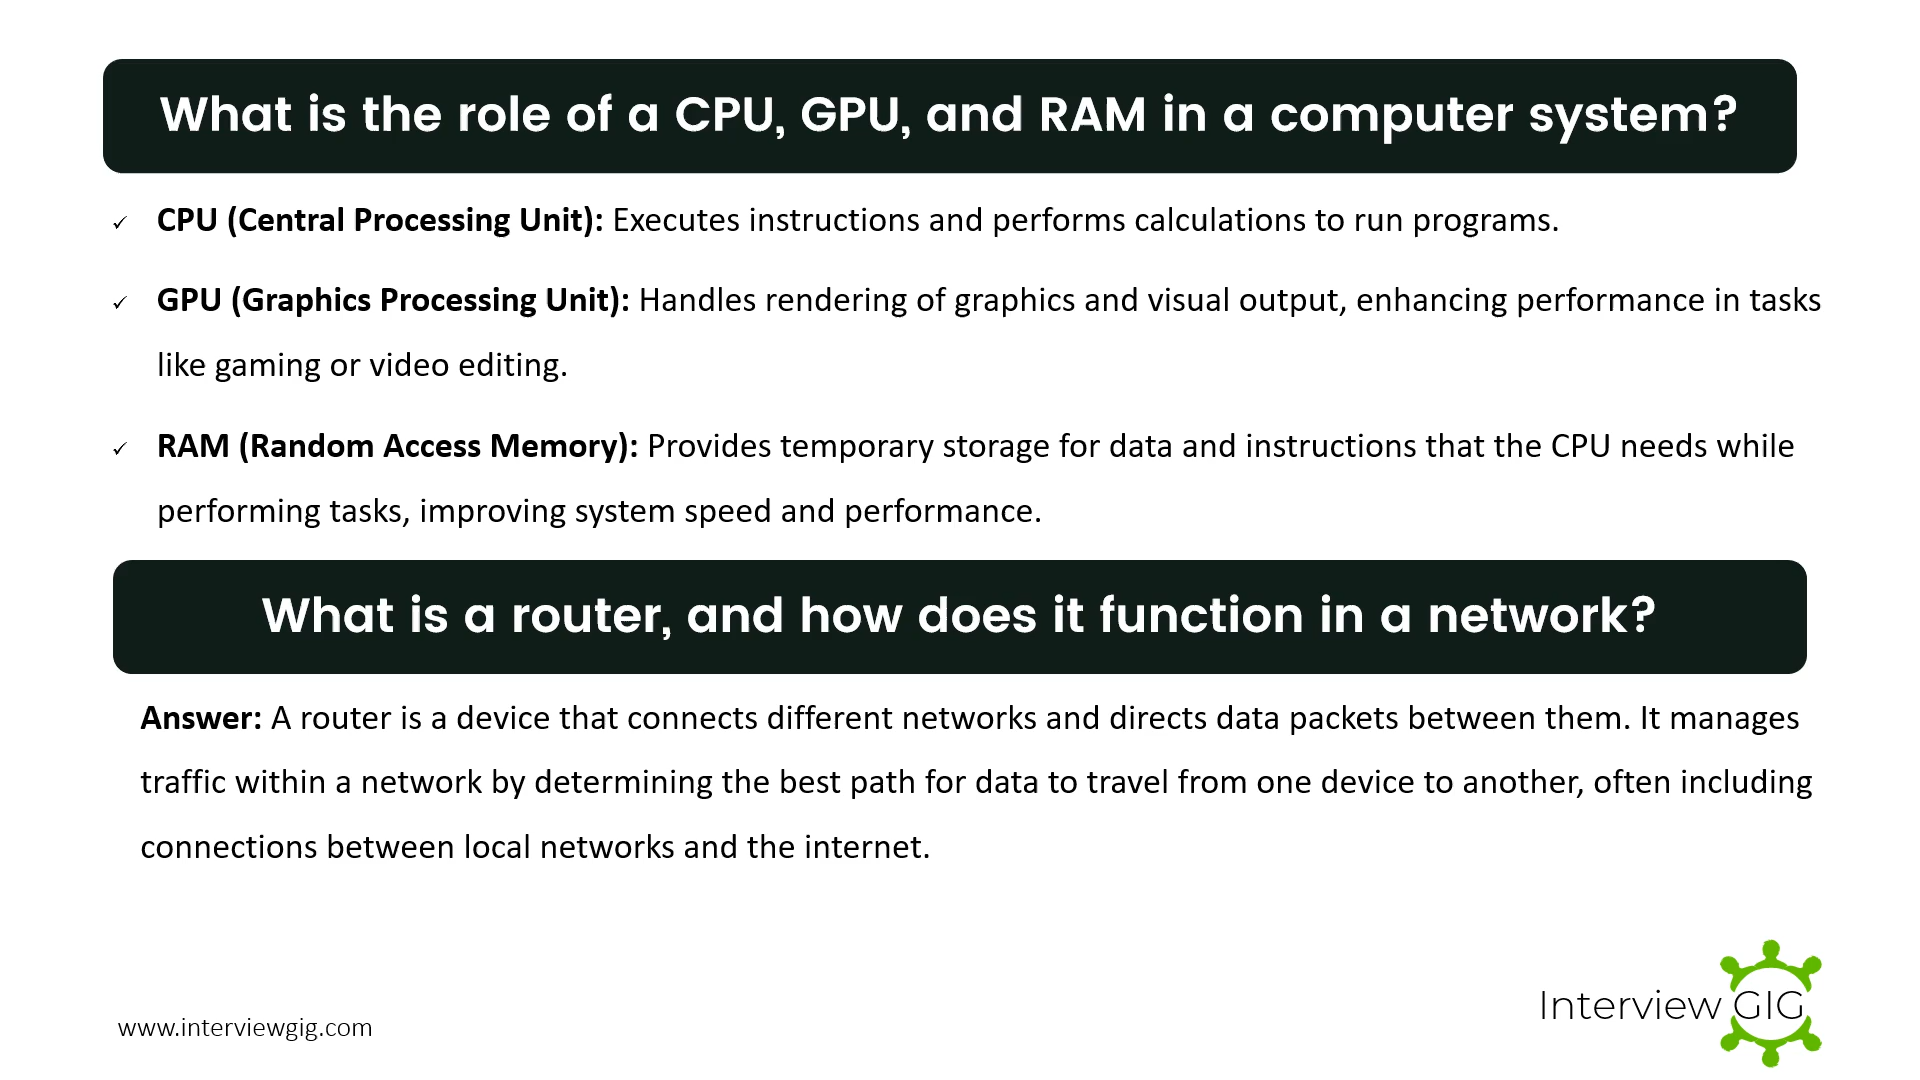 What is the role of a CPU, GPU, and RAM in a computer system?
✓ CPU (Central Processing Unit): Executes instructions and performs calculations to run programs.
✓ GPU (Graphics Processing Unit): Handles rendering of graphics and visual output, enhancing performance in tasks
like gaming or video editing.
✓ RAM (Random Access Memory): Provides temporary storage for data and instructions that the CPU needs while
performing tasks, improving system speed and performance.
What is a router, and how does it function in a network?
Answer: A router is a device that connects different networks and directs data packets between them. It manages
traffic within a network by determining the best path for data to travel from one device to another, often including
connections between local networks and the internet.
www.interviewgig.com
Interview GIG